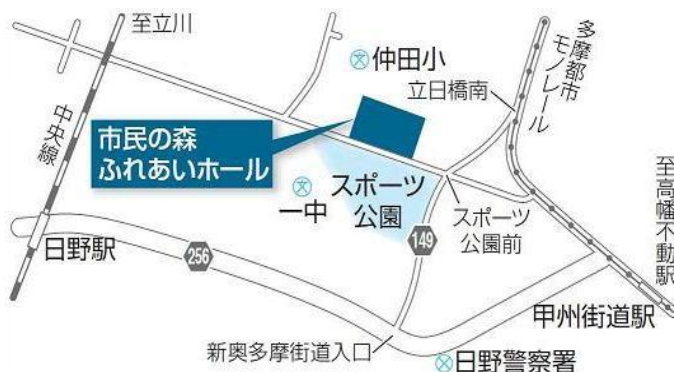 至立川
中央線
仲田小
立日橋南
多摩都市
モノレール
市民の森
ふれあいホール
一中
スポーツ
公園
スポーツ
公園前
149
至高幡不動駅
日野駅
256
甲州街道駅
新奥多摩街道入口
日野警察署